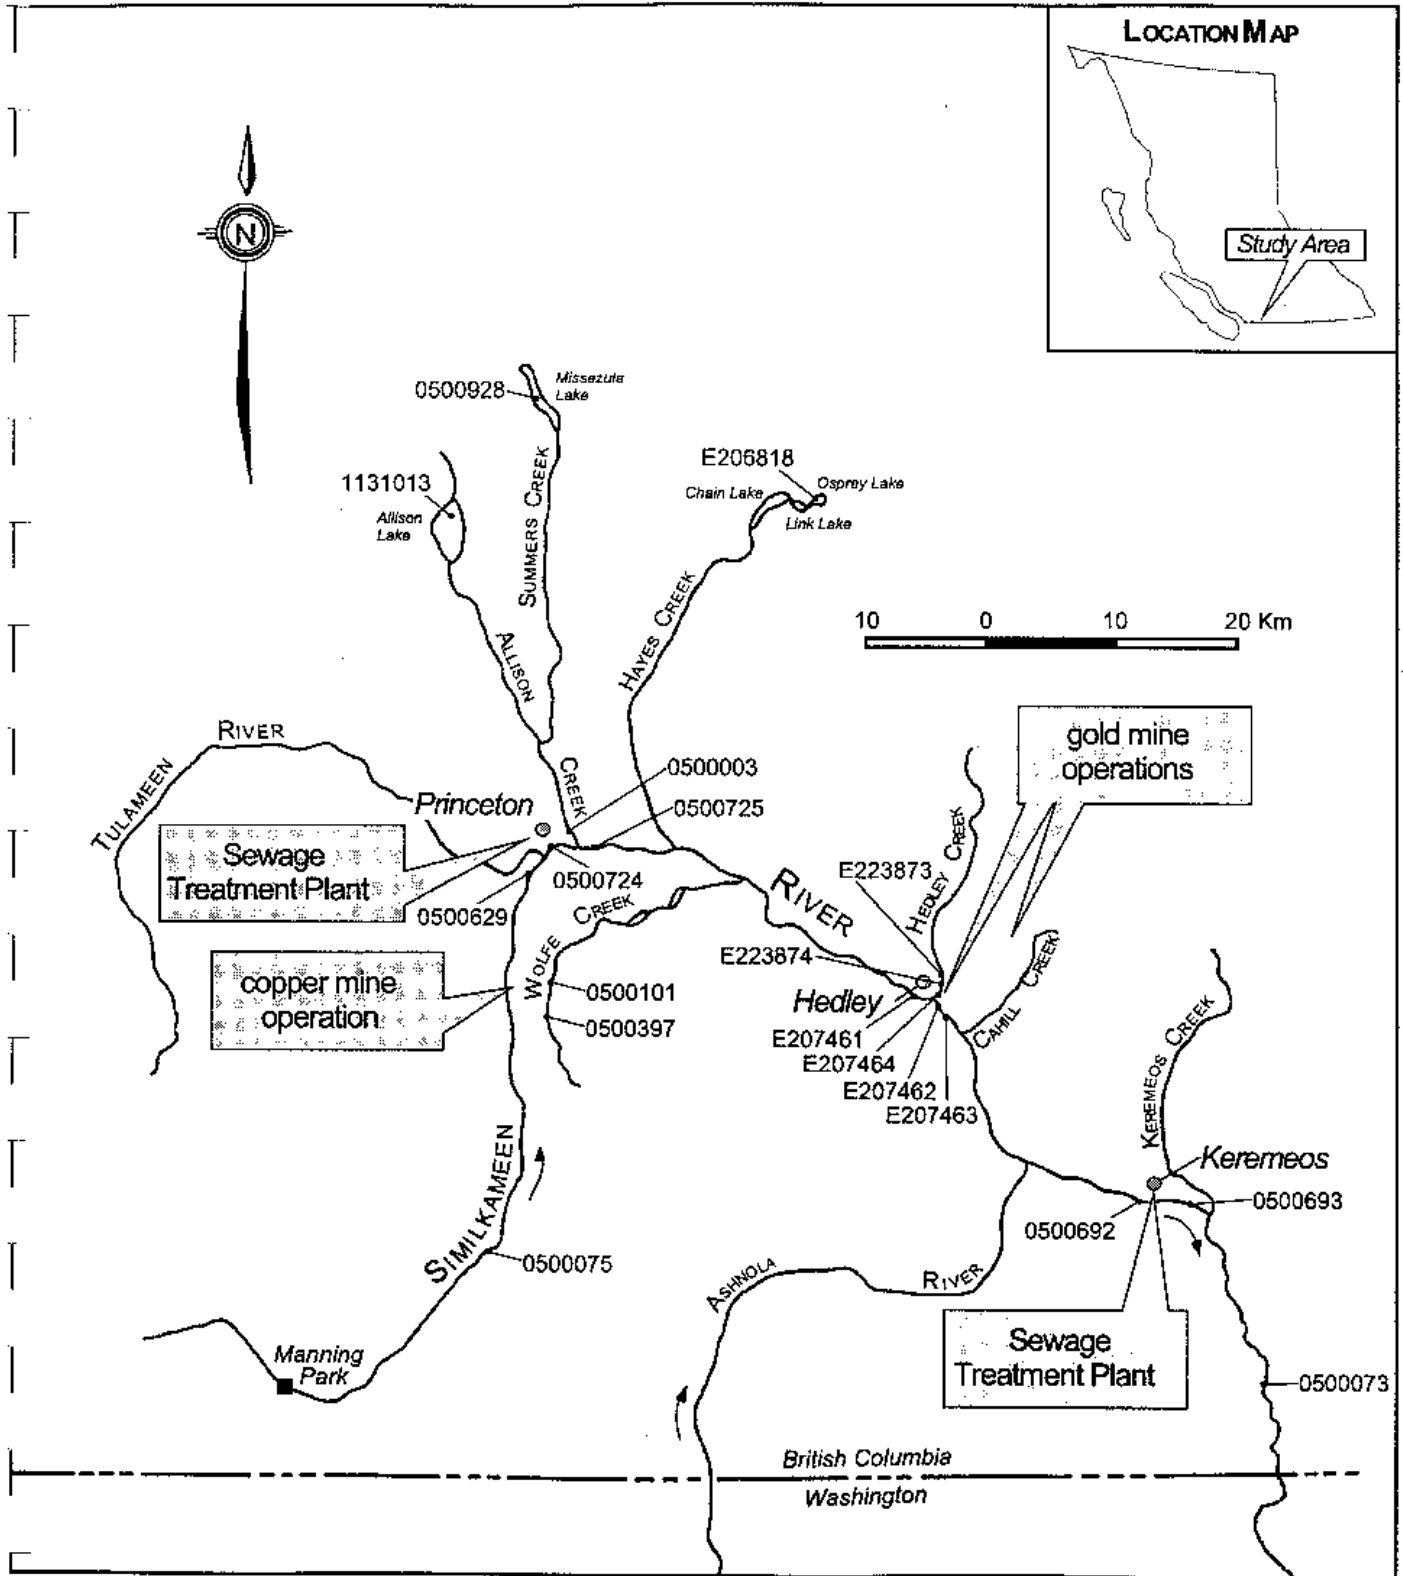 LOCATION MAP
N
Study Area
0500928
Missezula
Lake
SUMMERS CREEK
E206818
Chain Lake
Osprey Lake
Link Lake
1131013
Allison
Lake
ALLISON
CREEK
HAYES CREEK
10 0 10 20 Km
gold mine
operations
TULAMEEN
RIVER
Princeton
0500003
0500725
Sewage
Treatment Plant
0500724
0500629
WOLFE
CREEK
RIVER
E223873
HEDLEY CREEK
E223874
Hedley
copper mine
operation
0500101
0500397
E207461
E207464
E207462
E207463
CAHILL CREEK
KEREMEOS CREEK
Keremeos
0500693
0500692
SIMILKAMEEN
0500075
ASHNOLA
RIVER
Sewage
Treatment Plant
Manning
Park
0500073
British Columbia
Washington